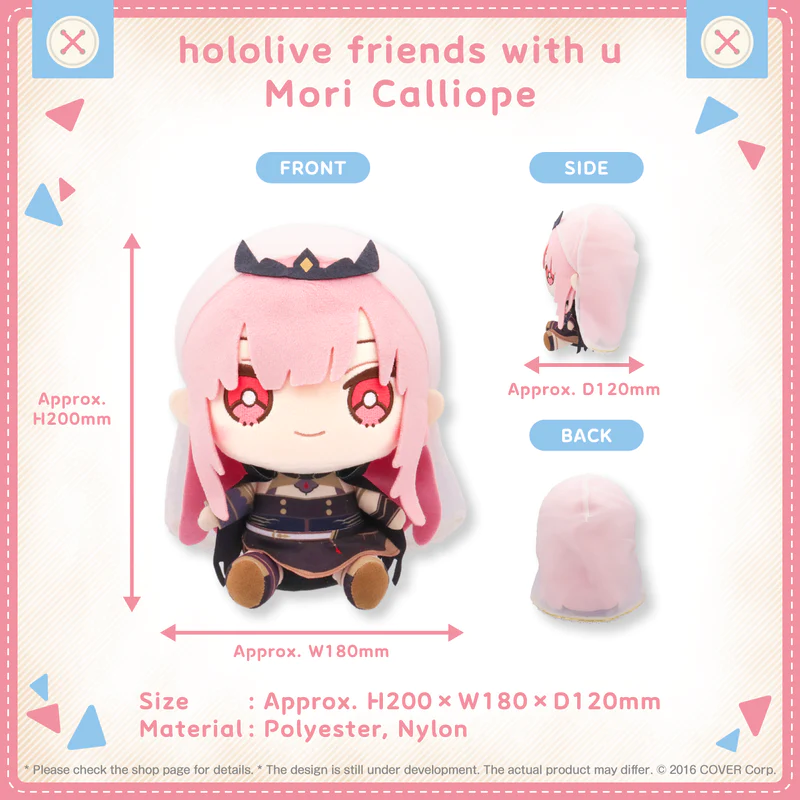 hololive friends with u
Mori Calliope
FRONT
SIDE
Approx.
H200mm
Approx. D120mm
BACK
Approx. W180mm
Size : Approx. H200 × W180 × D120mm
Material : Polyester, Nylon
* Please check the shop page for details. * The design is still under development. The actual product may differ. © 2016 COVER Corp.